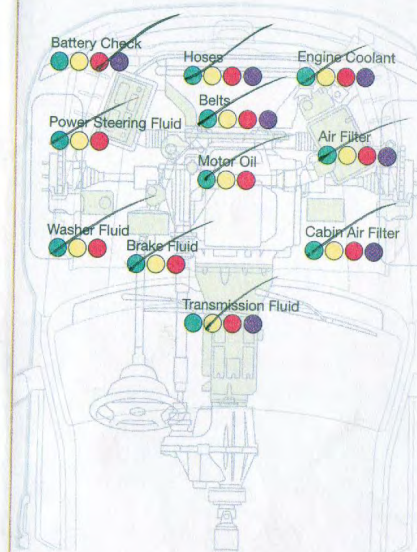 Battery Check
Hoses
Engine Coolant
Belts
Power Steering Fluid
Air Filter
Motor Oil
Washer Fluid
Brake Fluid
Cabin Air Filter
Transmission Fluid